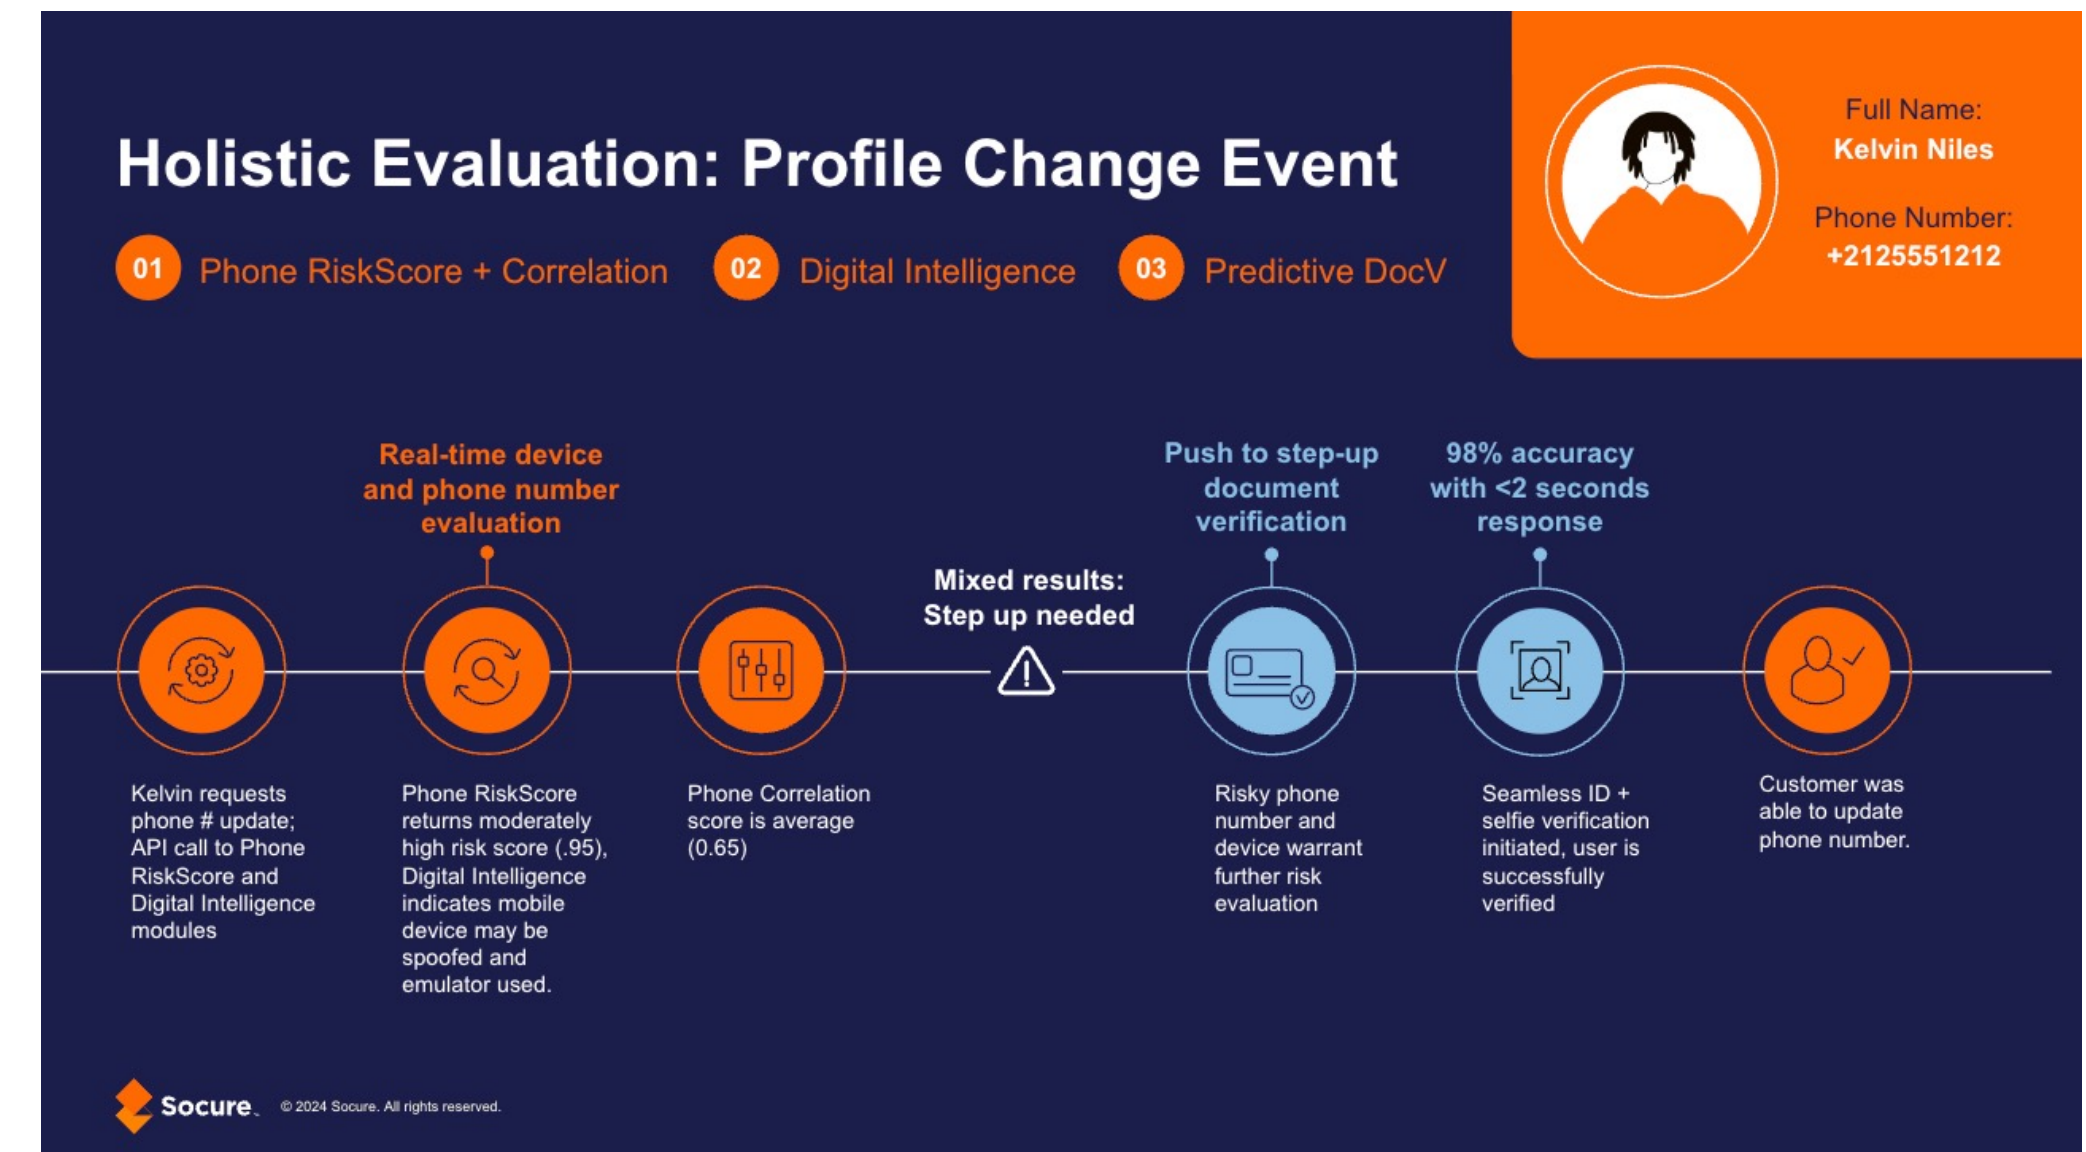 Holistic Evaluation: Profile Change Event
01 Phone RiskScore + Correlation
02 Digital Intelligence
03 Predictive DocV
Full Name:
Kelvin Niles
Phone Number:
+2125551212
Real-time device
and phone number
evaluation
Mixed results:
Step up needed
Push to step-up
document
verification
98% accuracy
with <2 seconds
response
Kelvin requests
phone # update;
API call to Phone
RiskScore and
Digital Intelligence
modules
Phone RiskScore
returns moderately
high risk score (.95),
Digital Intelligence
indicates mobile
device may be
spoofed and
emulator used.
Phone Correlation
score is average
(0.65)
Risky phone
number and
device warrant
further risk
evaluation
Seamless ID +
selfie verification
initiated, user is
successfully
verified
Customer was
able to update
phone number.
Socure
© 2024 Socure. All rights reserved.